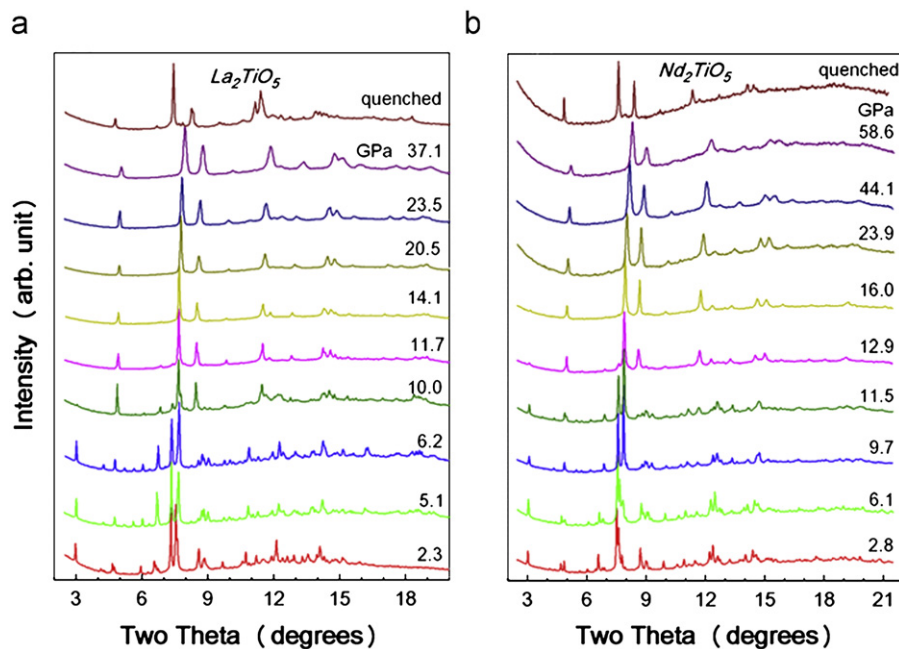 a
La2TiO5
quenched
GPa 37.1
23.5
20.5
14.1
11.7
10.0
6.2
5.1
2.3
3 6 9 12 15 18
Two Theta (degrees)
Intensity (arb. unit)
b
Nd2TiO5
quenched
GPa
58.6
44.1
23.9
16.0
12.9
11.5
9.7
6.1
2.8
3 6 9 12 15 18 21
Two Theta (degrees)